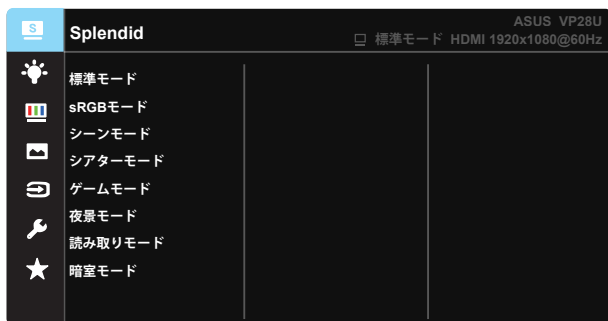 S
Splendid
ASUS VP28U
標準モード HDMI 1920x1080@60Hz
標準モード
sRGBモード
シーンモード
シアターモード
ゲームモード
夜景モード
読み取りモード
暗室モード